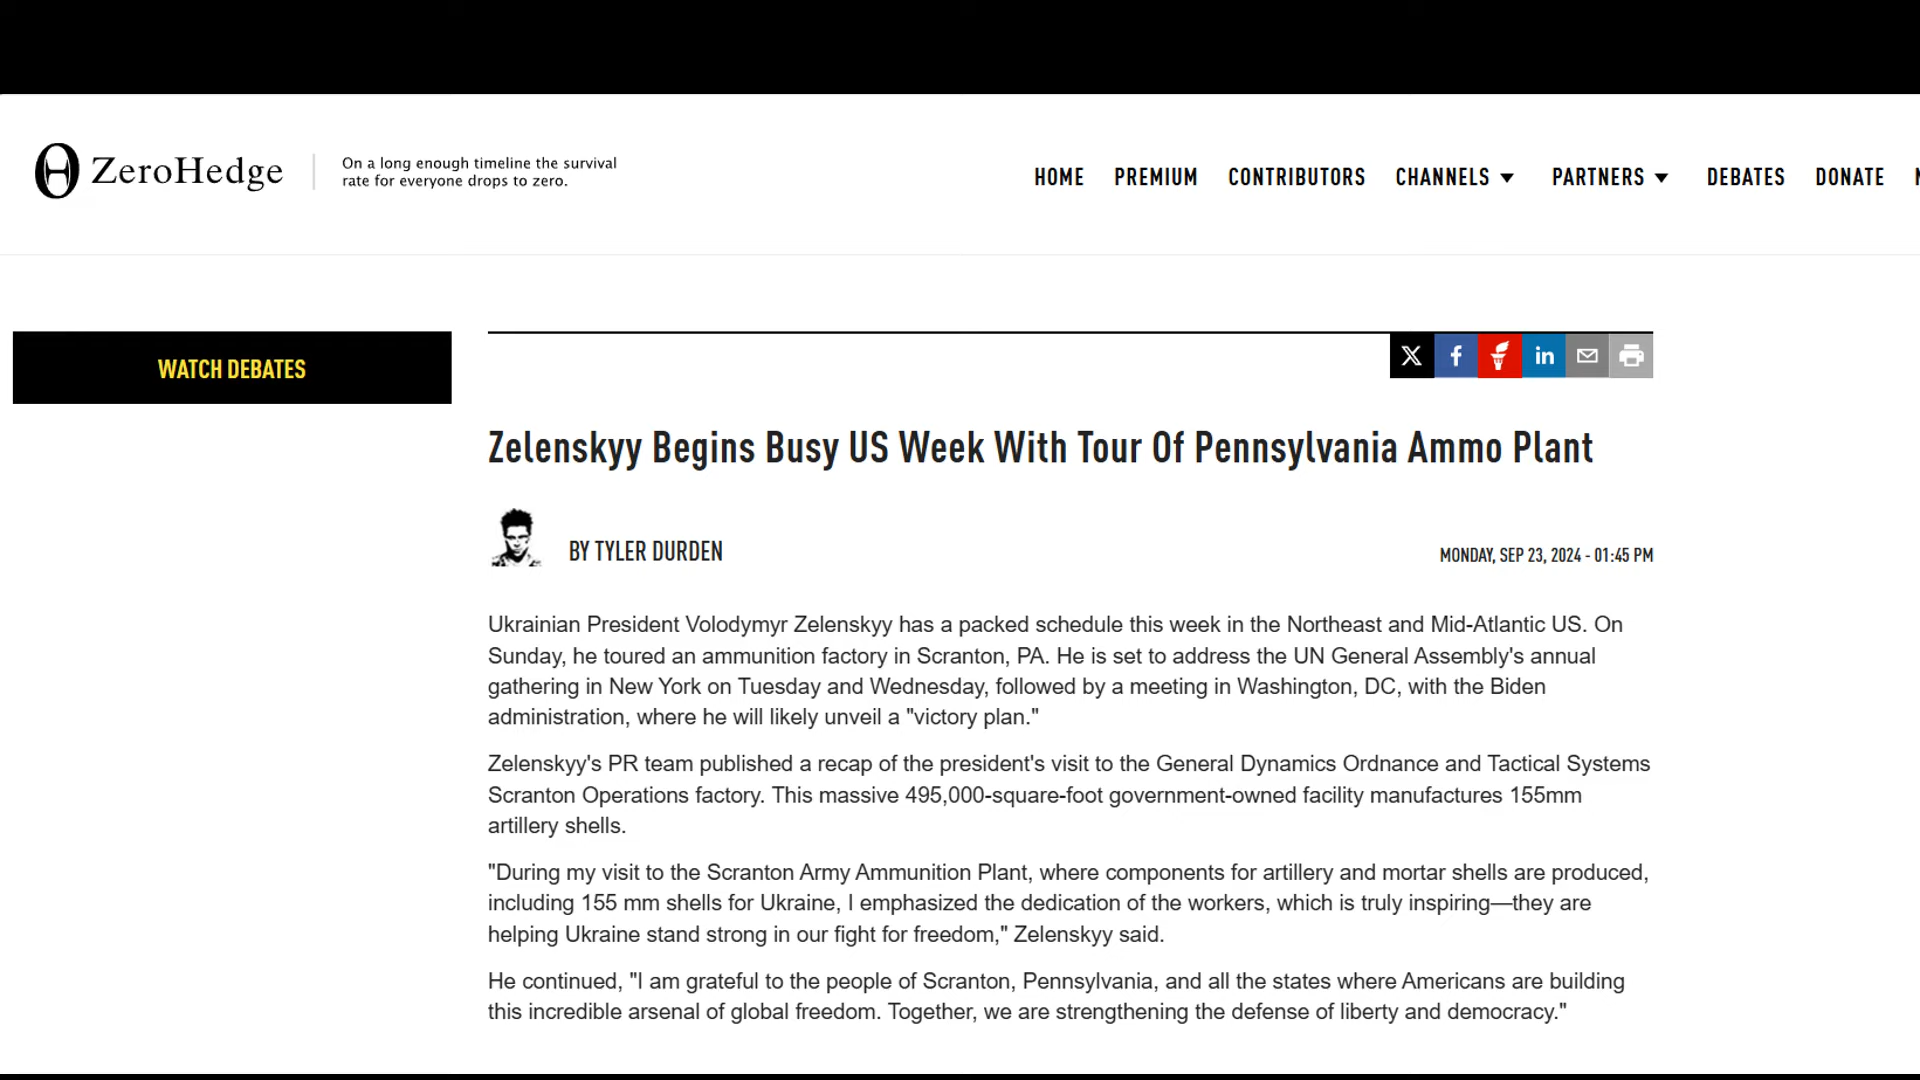 ZeroHedge
On a long enough timeline the survival
rate for everyone drops to zero.
HOME PREMIUM CONTRIBUTORS CHANNELS PARTNERS DEBATES DONATE
WATCH DEBATES
Zelenskyy Begins Busy US Week With Tour Of Pennsylvania Ammo Plant
BY TYLER DURDEN
MONDAY, SEP 23, 2024 - 01:45 PM
Ukrainian President Volodymyr Zelenskyy has a packed schedule this week in the Northeast and Mid-Atlantic US. On
Sunday, he toured an ammunition factory in Scranton, PA. He is set to address the UN General Assembly's annual
gathering in New York on Tuesday and Wednesday, followed by a meeting in Washington, DC, with the Biden
administration, where he will likely unveil a "victory plan."
Zelenskyy's PR team published a recap of the president's visit to the General Dynamics Ordnance and Tactical Systems
Scranton Operations factory. This massive 495,000-square-foot government-owned facility manufactures 155mm
artillery shells.
"During my visit to the Scranton Army Ammunition Plant, where components for artillery and mortar shells are produced,
including 155 mm shells for Ukraine, I emphasized the dedication of the workers, which is truly inspiring—they are
helping Ukraine stand strong in our fight for freedom," Zelenskyy said.
He continued, "I am grateful to the people of Scranton, Pennsylvania, and all the states where Americans are building
this incredible arsenal of global freedom. Together, we are strengthening the defense of liberty and democracy."